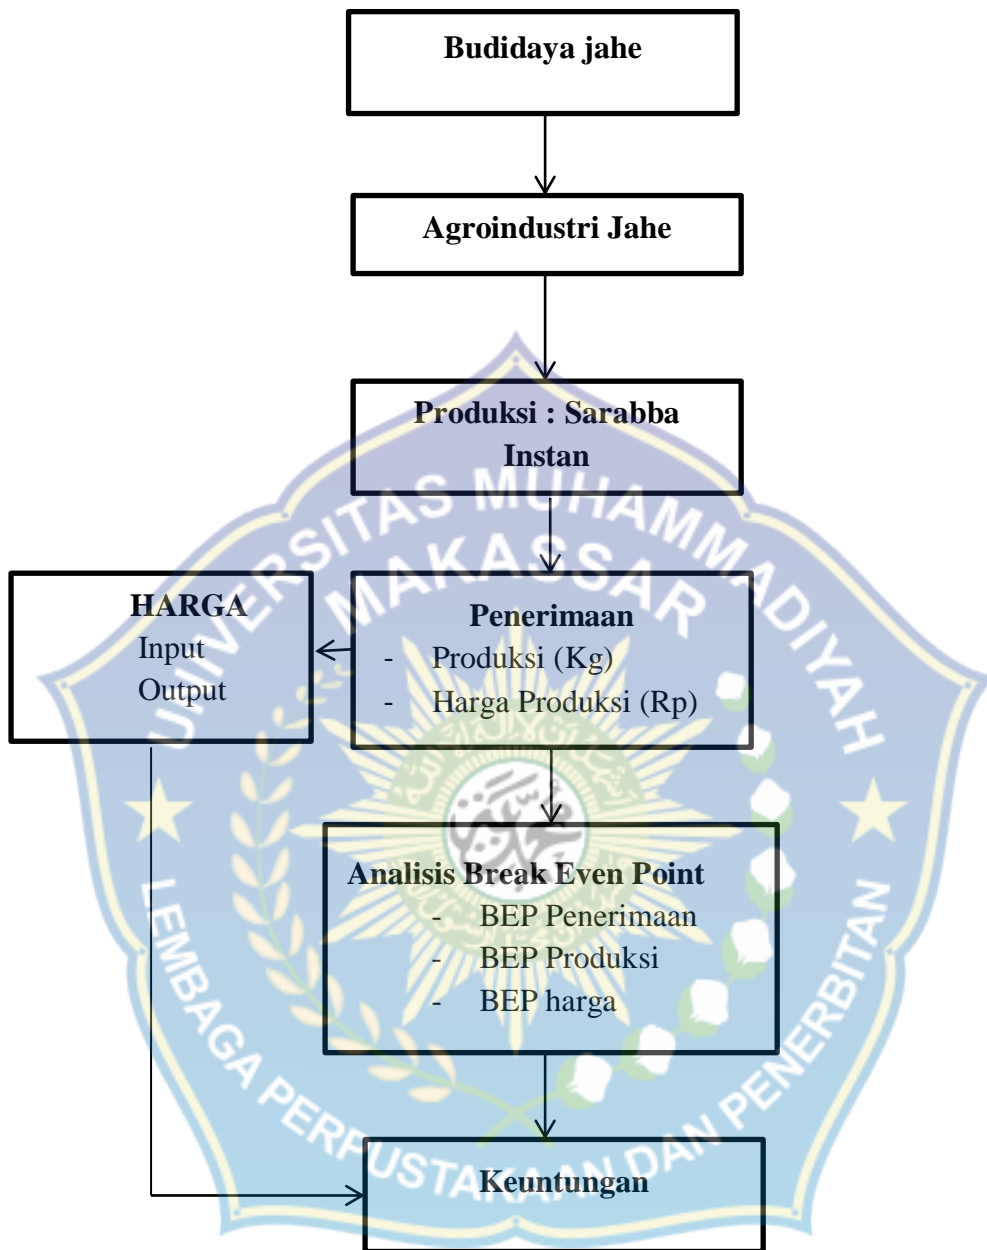 Budidaya jahe
Agroindustri Jahe
Produksi : Sarabba
Instan
HARGA
Input
Output
Penerimaan
- Produksi (Kg)
- Harga Produksi (Rp)
Analisis Break Even Point
- BEP Penerimaan
- BEP Produksi
- BEP harga
Keuntungan
UNIVERSITAS MUHAMMADIYAH
MAKASSAR
LEMBAGA PERPUSTAKAAN DAN PENERBITAN